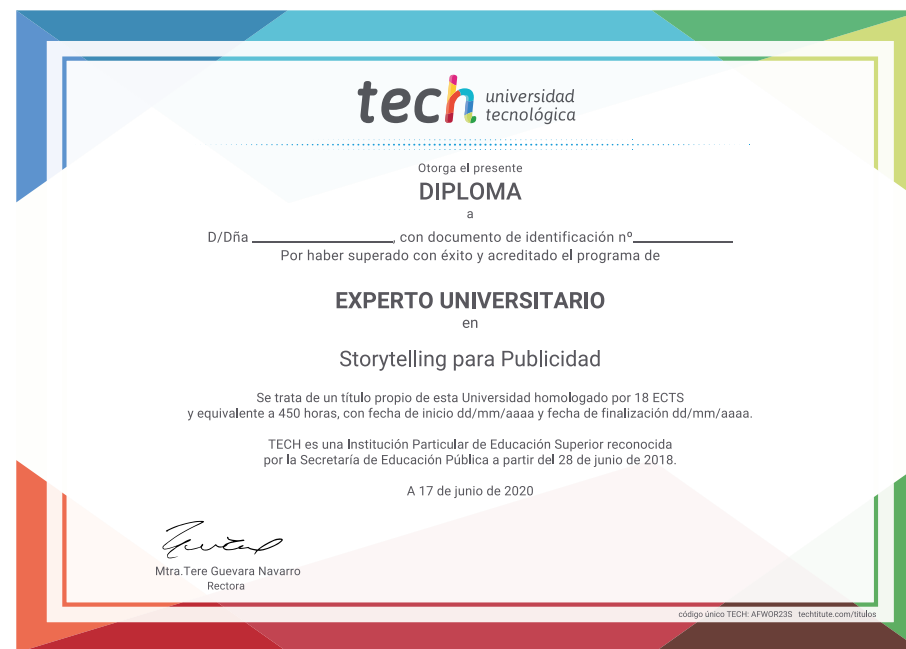 tech universidad
tecnológica
Otorga el presente
DIPLOMA
a
D/Dña ____________________, con documento de identificación nº______________
Por haber superado con éxito y acreditado el programa de
EXPERTO UNIVERSITARIO
en
Storytelling para Publicidad
Se trata de un título propio de esta Universidad homologado por 18 ECTS
y equivalente a 450 horas, con fecha de inicio dd/mm/aaaa y fecha de finalización dd/mm/aaaa.
TECH es una Institución Particular de Educación Superior reconocida
por la Secretaría de Educación Pública a partir del 28 de junio de 2018.
A 17 de junio de 2020
Mtra.Tere Guevara Navarro
Rectora
código único TECH: AFWOR23S techtitute.com/titulos